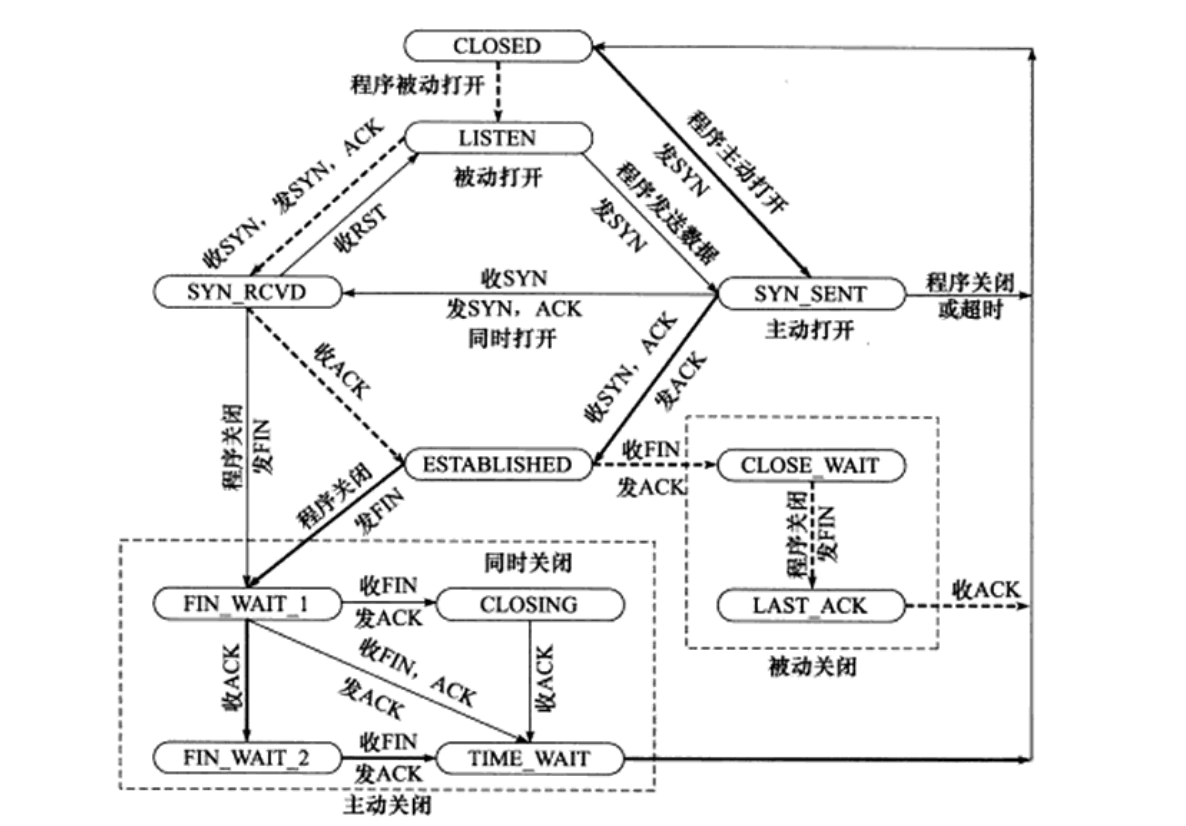 CLOSED
程序被动打开
LISTEN
被动打开
收SYN，发SYN，ACK
收RST
程序主动打开
发SYN
程序发送数据
发SYN
SYN_RCVD
收SYN
发SYN，ACK
同时打开
SYN_SENT
主动打开
程序关闭
或超时
收ACK
收SYN，ACK
发ACK
程序关闭
发FIN
ESTABLISHED
程序关闭
发FIN
收FIN
发ACK
CLOSE_WAIT
程序关闭
发FIN
LAST_ACK
收ACK
被动关闭
同时关闭
FIN_WAIT_1
收FIN
发ACK
CLOSING
收ACK
收FIN，ACK
发ACK
收ACK
FIN_WAIT_2
收FIN
发ACK
TIME_WAIT
主动关闭